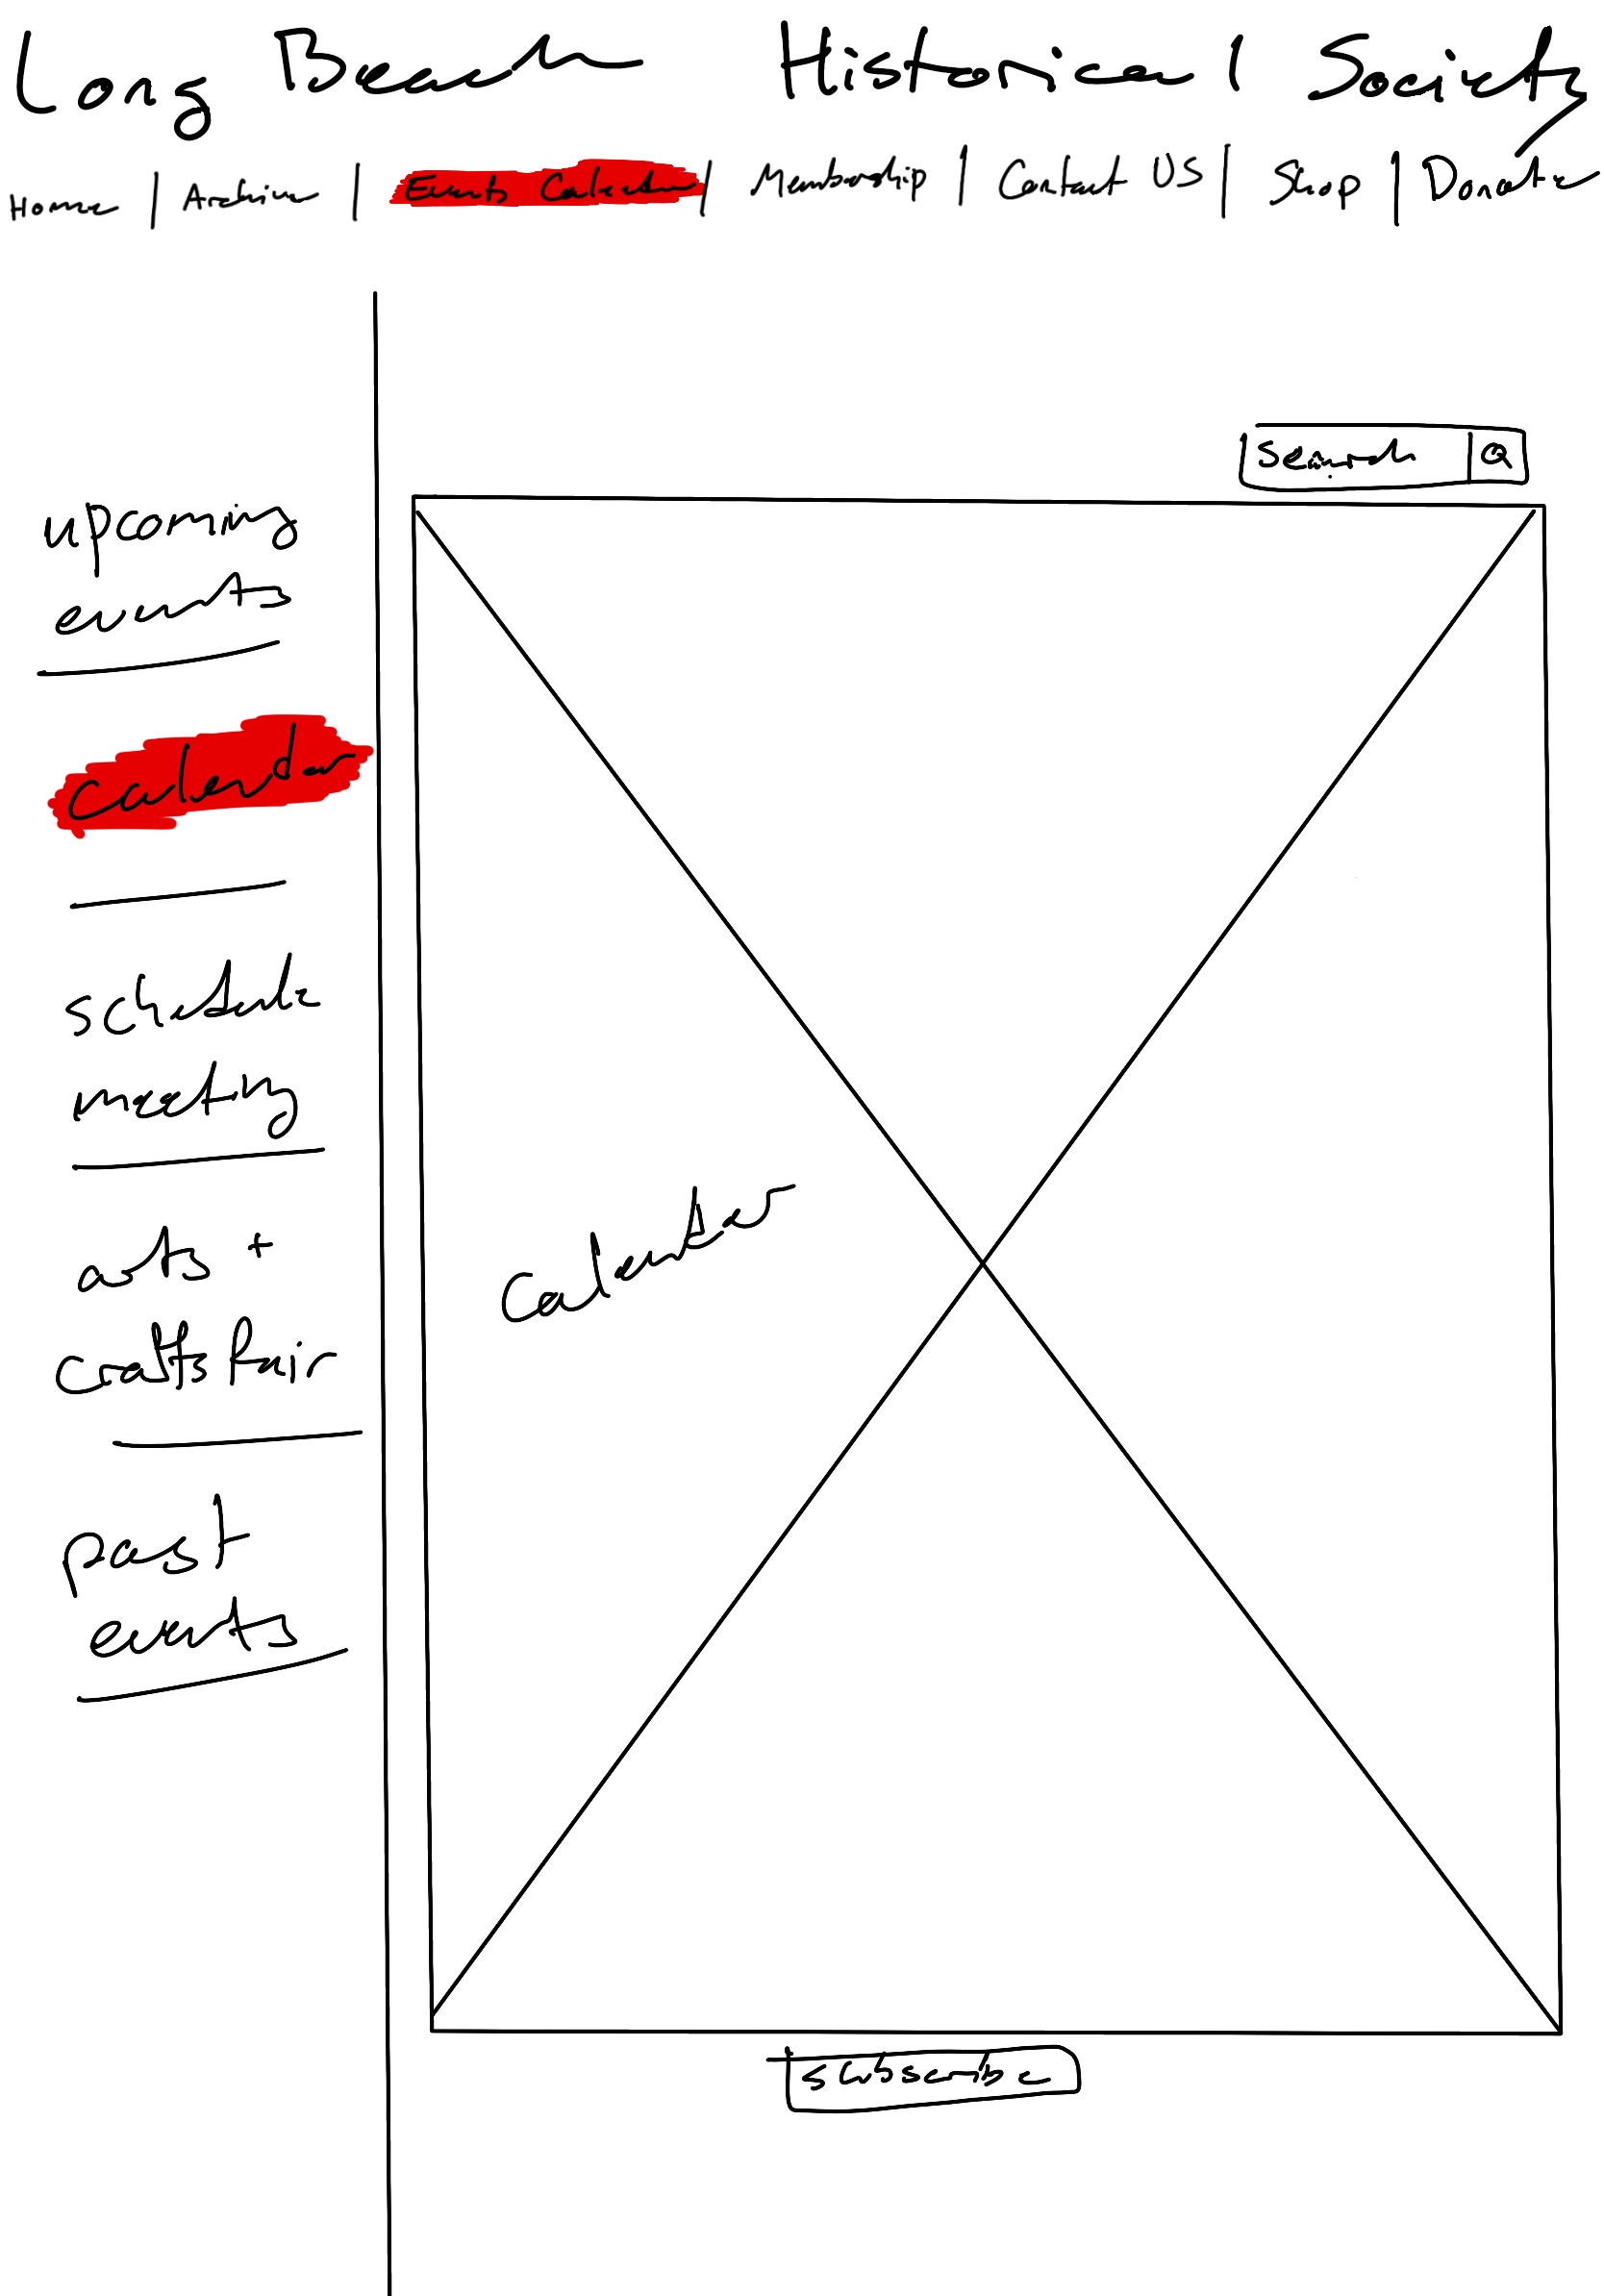 Long Beach Historical Society
Home | Archive | Events Calendar | Membership | Contact US | Shop | Donate
search
upcoming
events
calendar
schedule
meeting
arts +
crafts fair
past
events
Calendar
subscribe